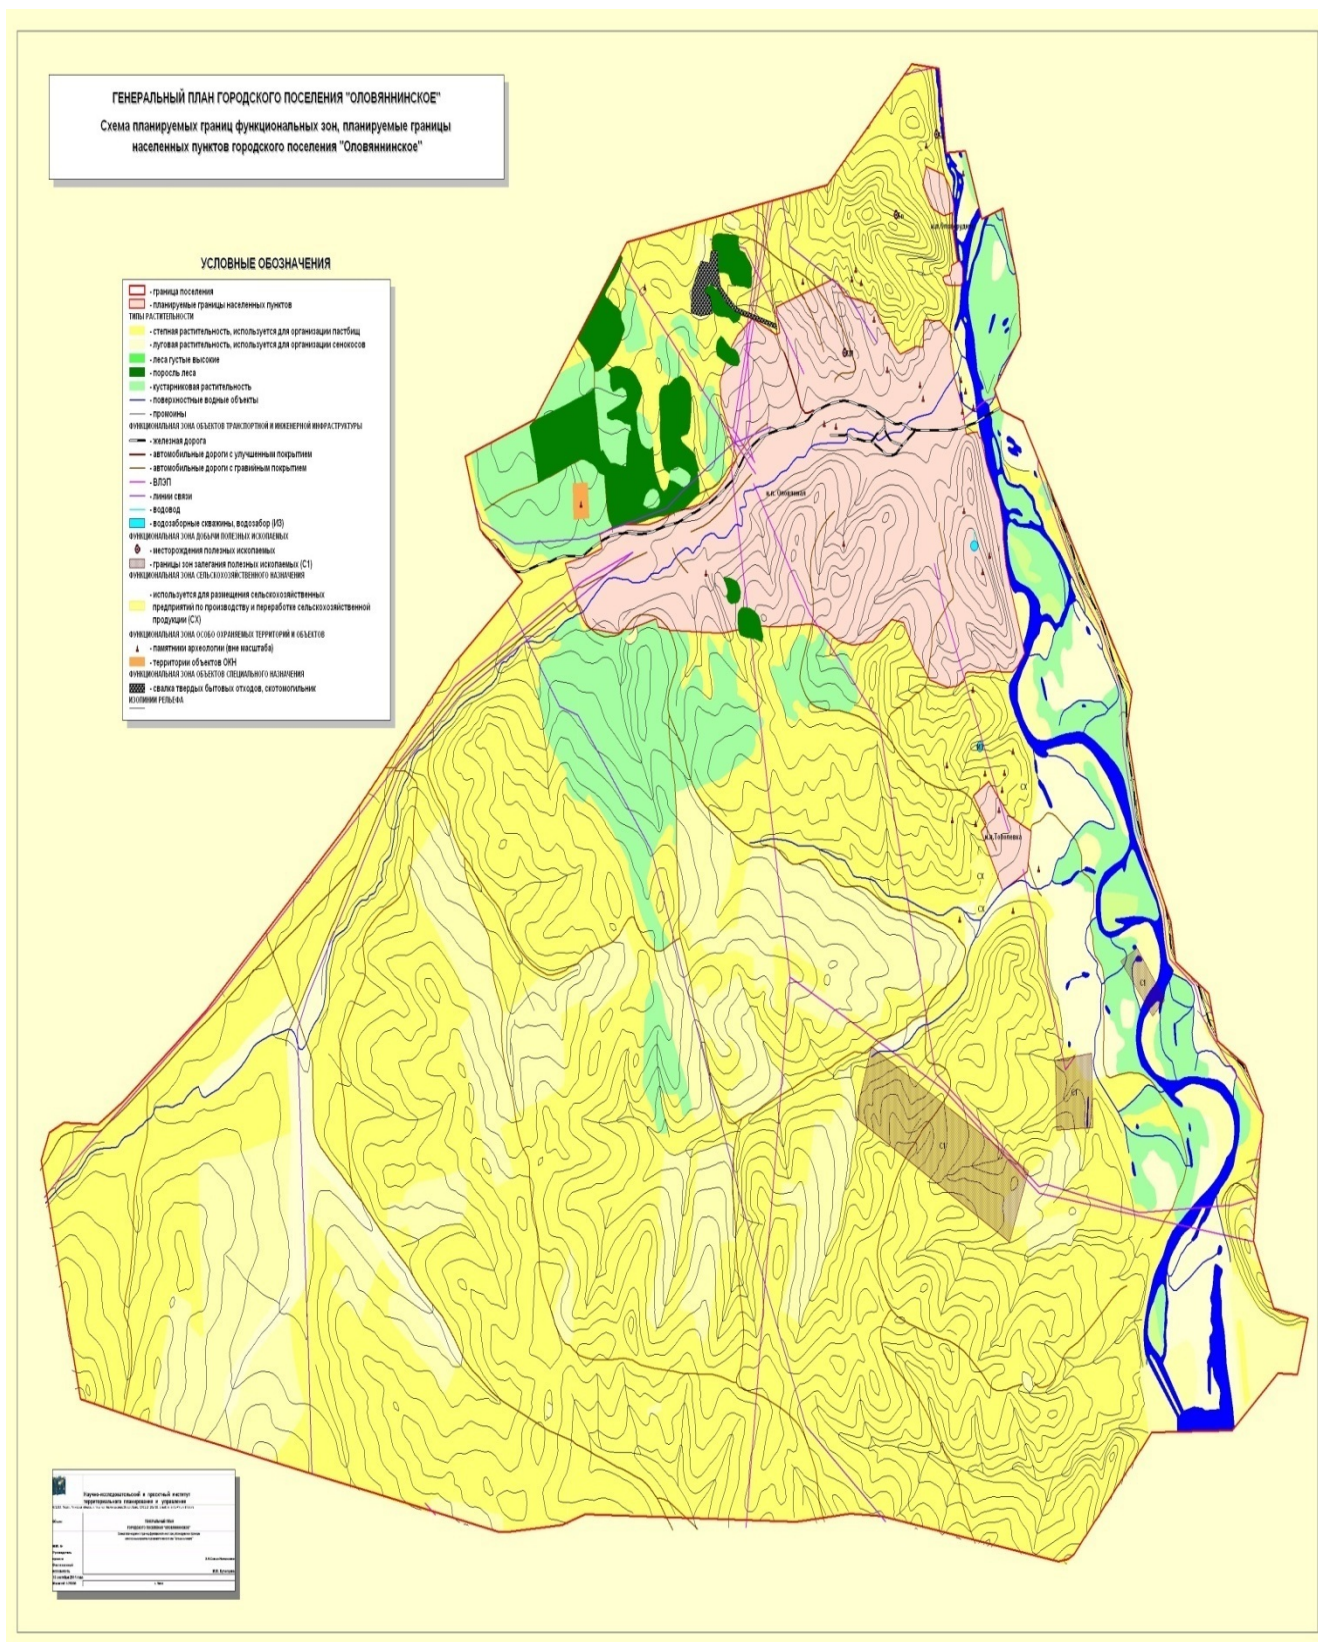 ГЕНЕРАЛЬНЫЙ ПЛАН ГОРОДСКОГО ПОСЕЛЕНИЯ "ОЛОВЯННИНСКОЕ"
Схема планируемых границ функциональных зон, планируемые границы
населенных пунктов городского поселения "Оловяннинское"
УСЛОВНЫЕ ОБОЗНАЧЕНИЯ
- граница поселения
- планируемые границы населенных пунктов
ТИПЫ РАСТИТЕЛЬНОСТИ
- степная растительность, используется для организации пастбищ
- луговая растительность, используется для организации сенокосов
- леса густые высокие
- поросль леса
- кустарниковая растительность
- поверхностные водные объекты
- промоины
ФУНКЦИОНАЛЬНАЯ ЗОНА ОБЪЕКТОВ ТРАНСПОРТНОЙ И ИНЖЕНЕРНОЙ ИНФРАСТРУКТУРЫ
- железная дорога
- автомобильные дороги с улучшенным покрытием
- автомобильные дороги с гравийным покрытием
- ВЛЭП
- линии связи
- водовод
- водозаборные скважины, водозабор (ИЗ)
ФУНКЦИОНАЛЬНАЯ ЗОНА ДОБЫЧИ ПОЛЕЗНЫХ ИСКОПАЕМЫХ
- месторождения полезных ископаемых
- границы зон залегания полезных ископаемых (С1)
ФУНКЦИОНАЛЬНАЯ ЗОНА СЕЛЬСКОХОЗЯЙСТВЕННОГО НАЗНАЧЕНИЯ
- используется для размещения сельскохозяйственных
предприятий по производству и переработке сельскохозяйственной
продукции (СХ)
ФУНКЦИОНАЛЬНАЯ ЗОНА ОСОБО ОХРАНЯЕМЫХ ТЕРРИТОРИЙ И ОБЪЕКТОВ
- памятники археологии (вне масштаба)
- территории объектов ОКН
ФУНКЦИОНАЛЬНАЯ ЗОНА ОБЪЕКТОВ СПЕЦИАЛЬНОГО НАЗНАЧЕНИЯ
- свалка твердых бытовых отходов, скотомогильник
ИЗОЛИНИИ РЕЛЬЕФА
н.п. Оловянная
СХ
н.п. Тополевка
СХ
СХ
С1
С1
С1
Научно-исследовательский и проектный институт
территориального планирования и управления